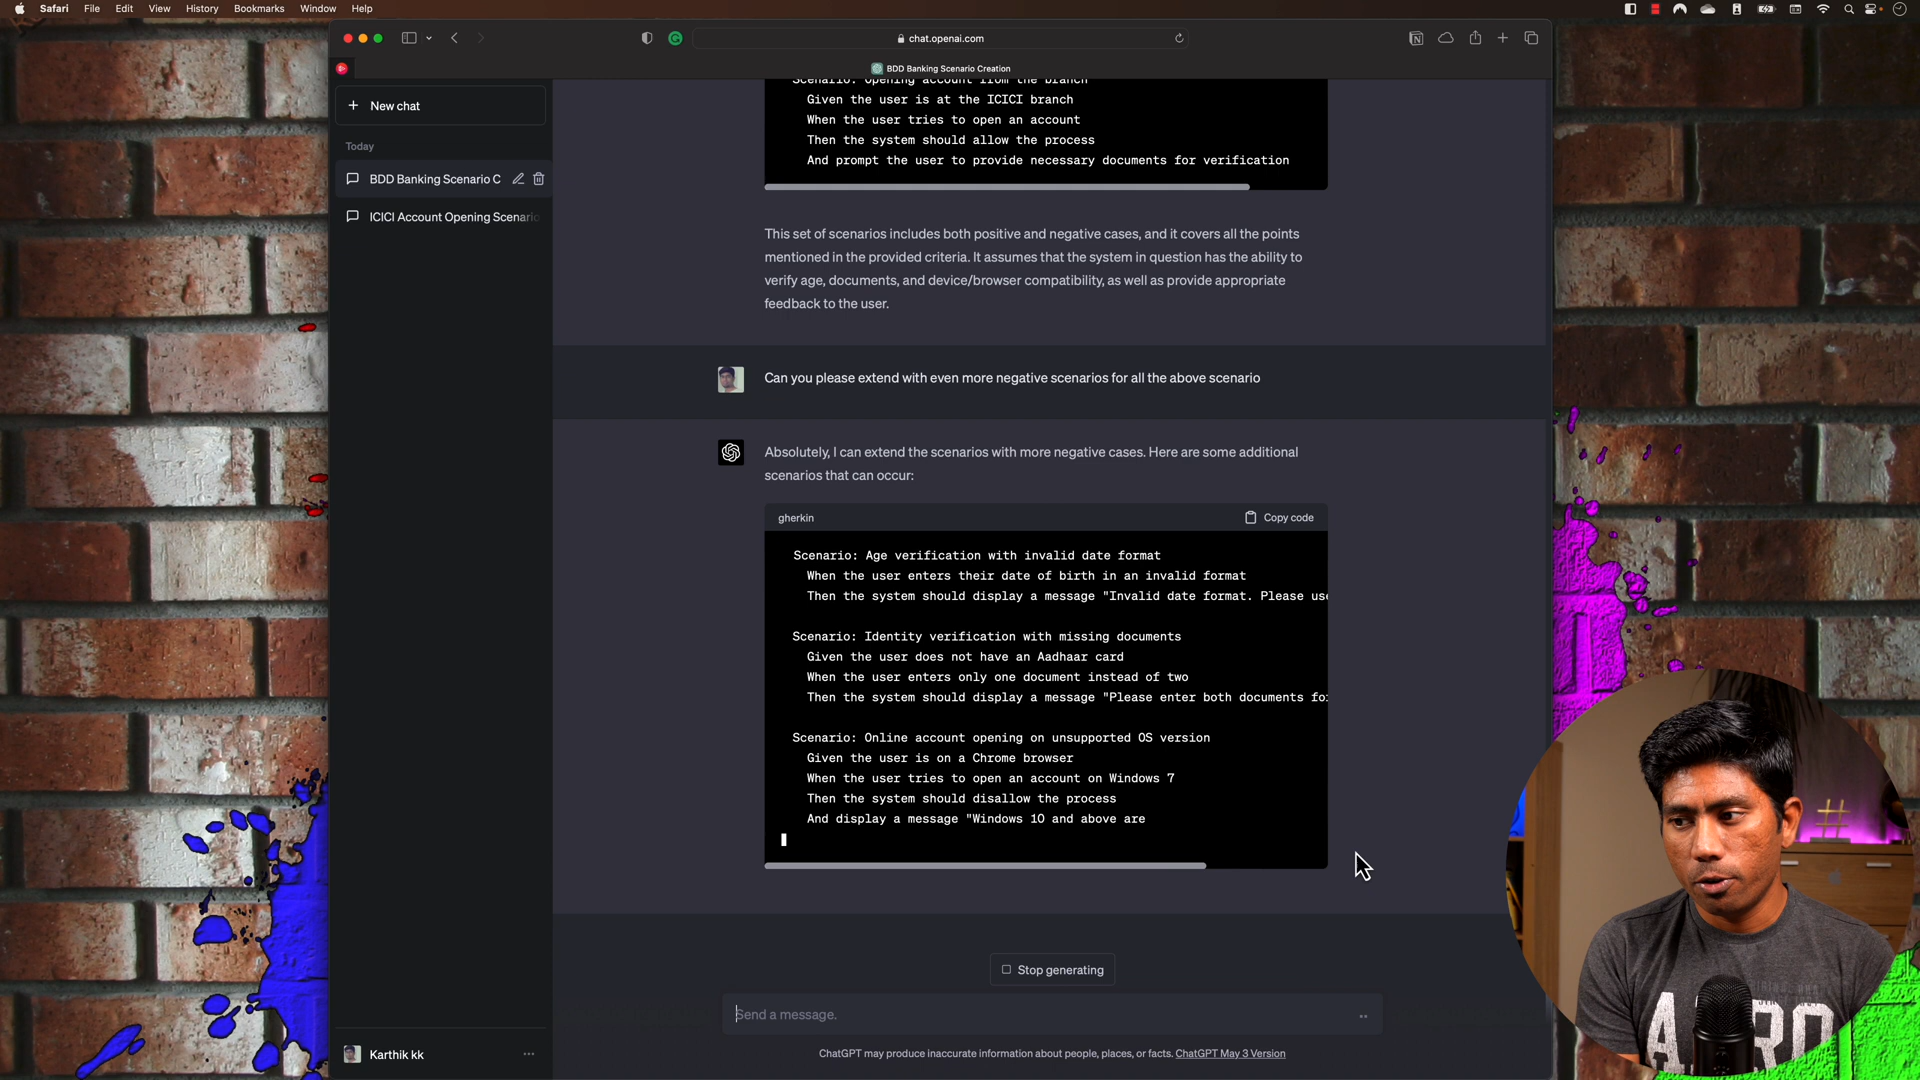 Safari File Edit View History Bookmarks Window Help
chat.openai.com
BDD Banking Scenario Creation
New chat
Today
BDD Banking Scenario C
ICICI Account Opening Scenario
Scenario: Opening account from the branch
Given the user is at the ICICI branch
When the user tries to open an account
Then the system should allow the process
And prompt the user to provide necessary documents for verification
This set of scenarios includes both positive and negative cases, and it covers all the points
mentioned in the provided criteria. It assumes that the system in question has the ability to
verify age, documents, and device/browser compatibility, as well as provide appropriate
feedback to the user.
Can you please extend with even more negative scenarios for all the above scenario
Absolutely, I can extend the scenarios with more negative cases. Here are some additional
scenarios that can occur:
gherkin Copy code
Scenario: Age verification with invalid date format
When the user enters their date of birth in an invalid format
Then the system should display a message "Invalid date format. Please use
Scenario: Identity verification with missing documents
Given the user does not have an Aadhaar card
When the user enters only one document instead of two
Then the system should display a message "Please enter both documents for
Scenario: Online account opening on unsupported OS version
Given the user is on a Chrome browser
When the user tries to open an account on Windows 7
Then the system should disallow the process
And display a message "Windows 10 and above are
Stop generating
Send a message.
ChatGPT may produce inaccurate information about people, places, or facts. ChatGPT May 3 Version
Karthik kk